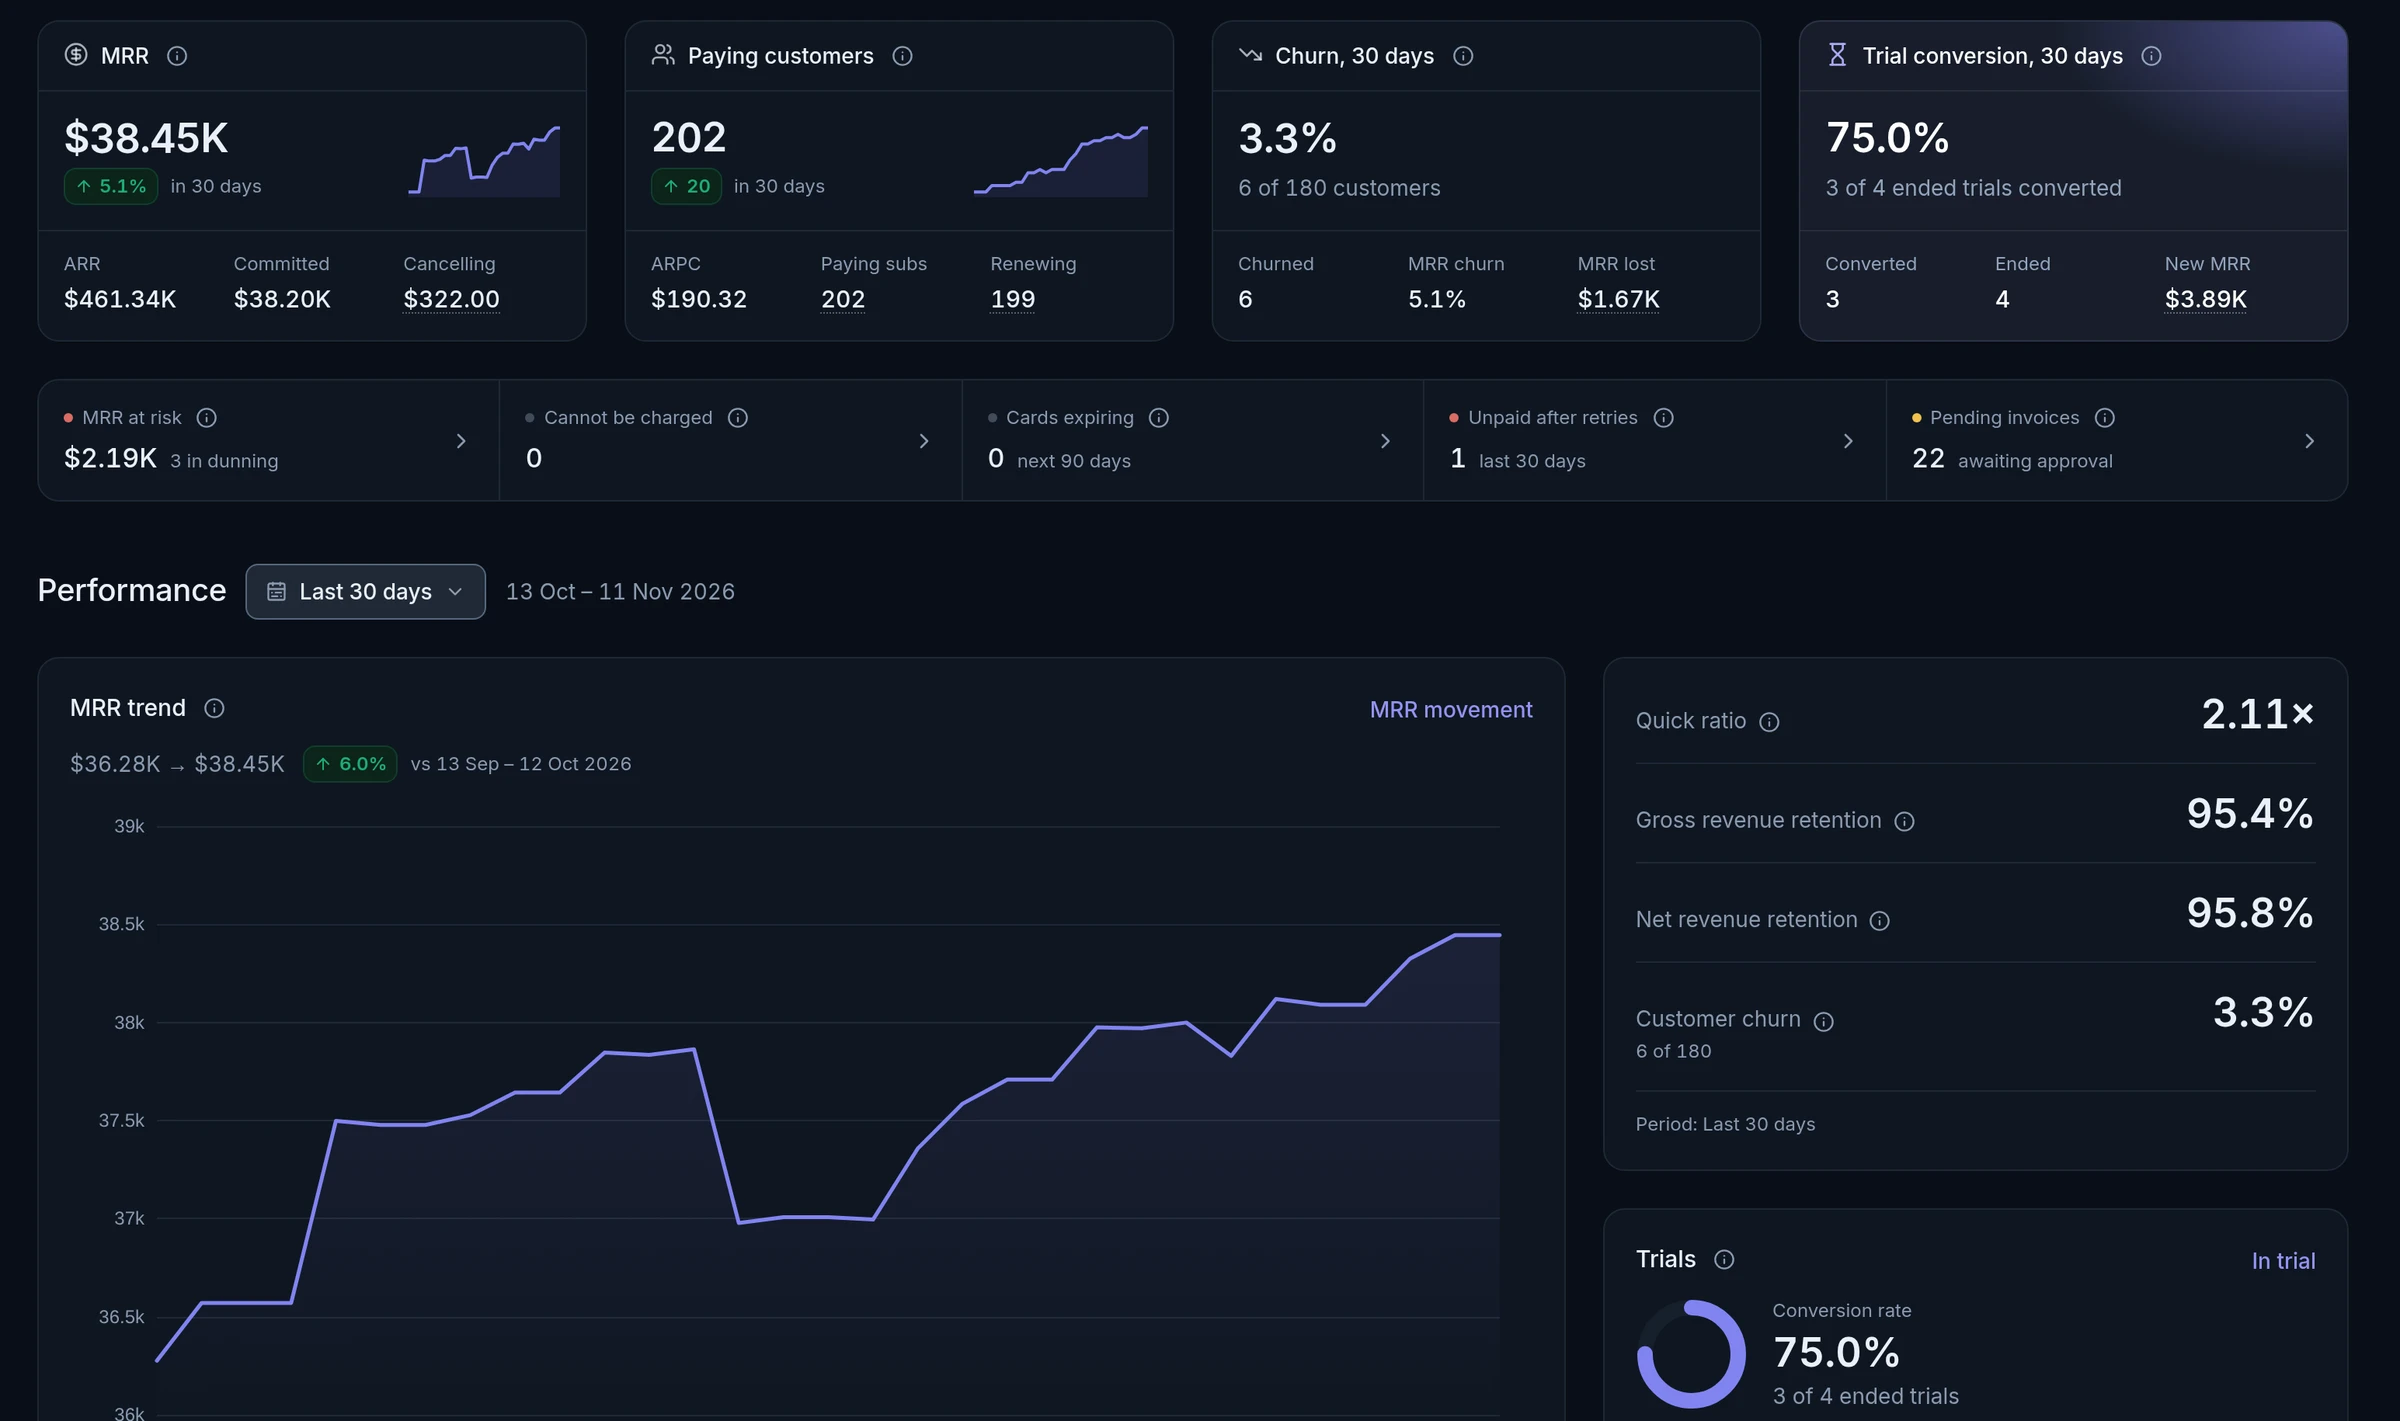 MRR
$38.45K
↑ 5.1% in 30 days
ARR Committed Cancelling
$461.34K $38.20K $322.00
Paying customers
202
↑ 20 in 30 days
ARPC Paying subs Renewing
$190.32 202 199
Churn, 30 days
3.3%
6 of 180 customers
Churned MRR churn MRR lost
6 5.1% $1.67K
Trial conversion, 30 days
75.0%
3 of 4 ended trials converted
Converted Ended New MRR
3 4 $3.89K
MRR at risk
$2.19K 3 in dunning
Cannot be charged
0
Cards expiring
0 next 90 days
Unpaid after retries
1 last 30 days
Pending invoices
22 awaiting approval
Performance Last 30 days 13 Oct – 11 Nov 2026
MRR trend MRR movement
$36.28K → $38.45K ↑ 6.0% vs 13 Sep – 12 Oct 2026
39k
38.5k
38k
37.5k
37k
36.5k
36k
Quick ratio 2.11×
Gross revenue retention 95.4%
Net revenue retention 95.8%
Customer churn 3.3%
6 of 180
Period: Last 30 days
Trials In trial
Conversion rate
75.0%
3 of 4 ended trials